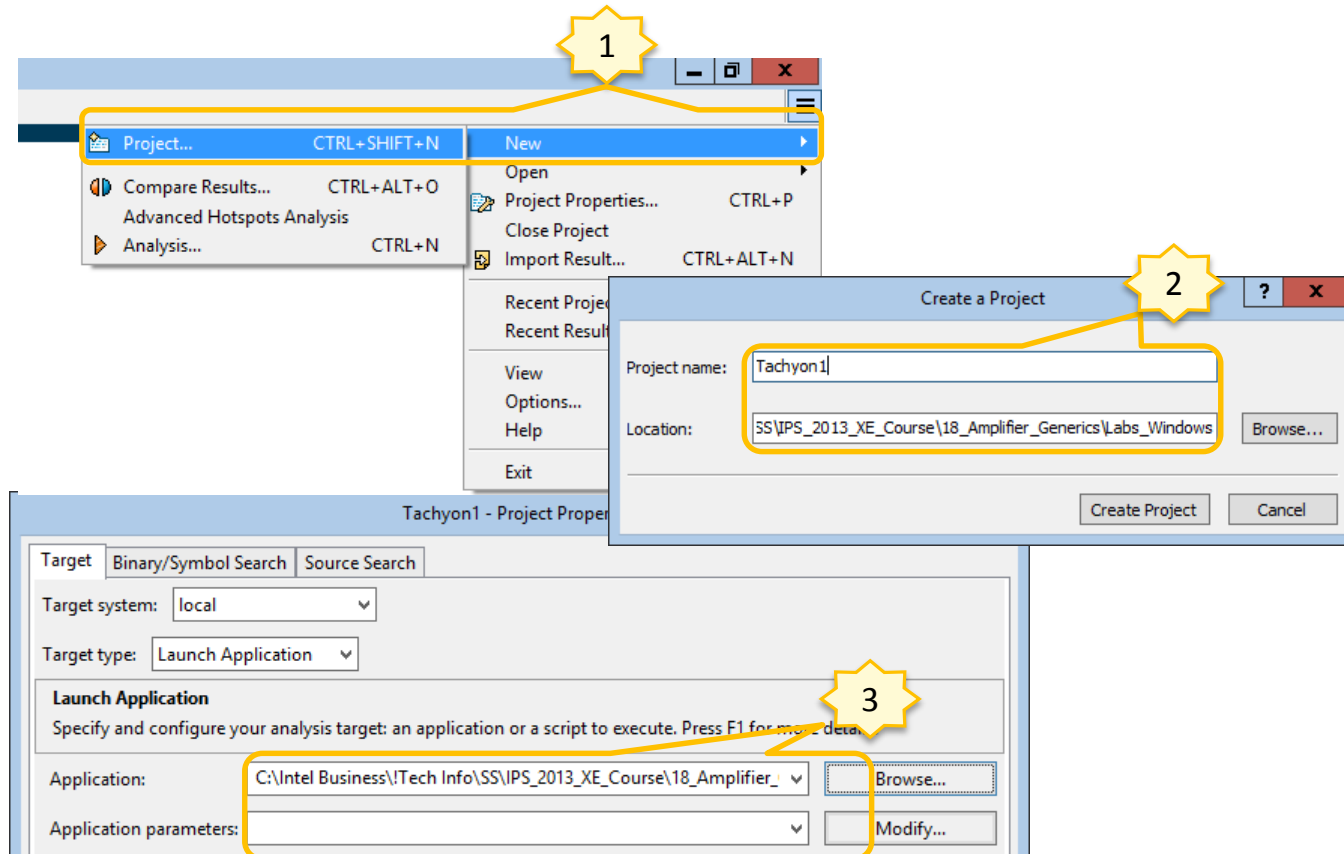 1
Project... CTRL+SHIFT+N
New
Open
Compare Results... CTRL+ALT+O
Project Properties... CTRL+P
Advanced Hotspots Analysis
Close Project
Analysis... CTRL+N
Import Result... CTRL+ALT+N
Recent
Recent
View
Options...
Help
Exit
2
Create a Project
?
Project name: Tachyon1
Location: SS\IPS_2013_XE_Course\18_Amplifier_Generics\Labs_Windows Browse...
Create Project Cancel
Tachyon1 - Project
Target Binary/Symbol Search Source Search
Target system: local
Target type: Launch Application
3
Launch Application
Specify and configure your analysis target: an application or a script to execute. Press F1 for more
Application: C:\Intel Business\!Tech Info\SS\IPS_2013_XE_Course\18_Amplifier_ Browse...
Application parameters: Modify...